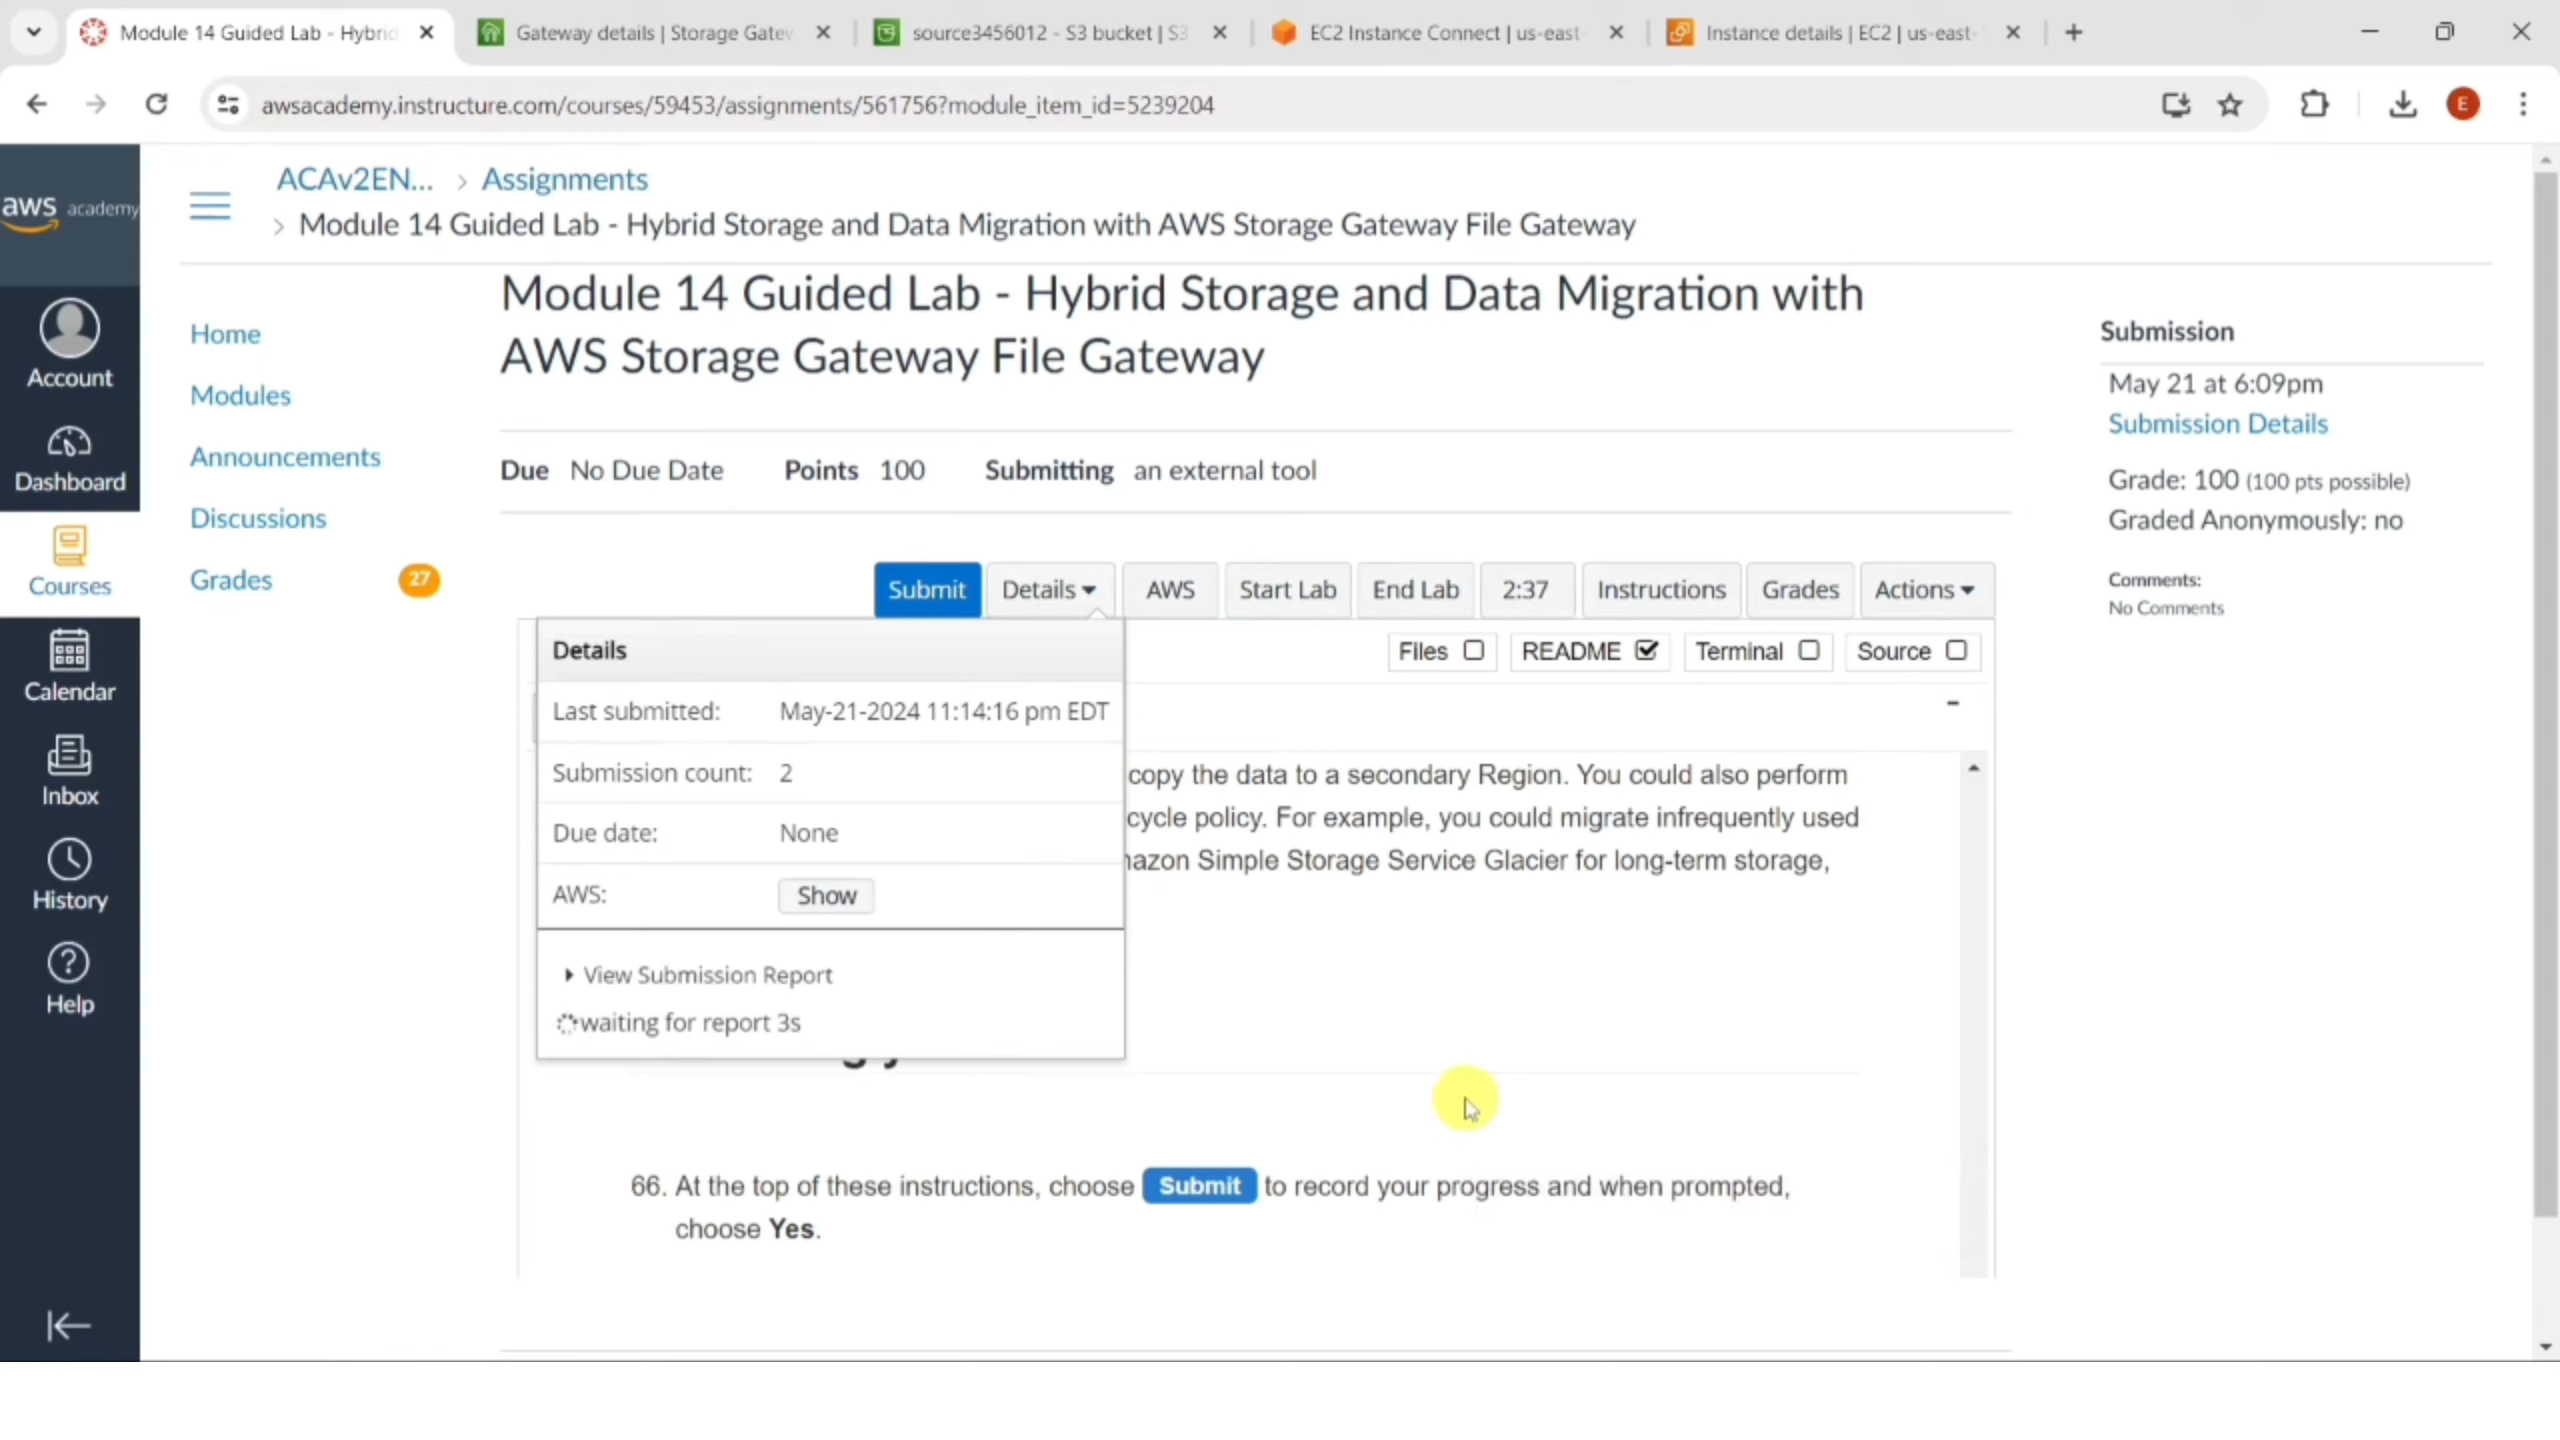 Module 14 Guided Lab - Hybrid
Gateway details | Storage Gatew
source3456012 - S3 bucket | S3
EC2 Instance Connect | us-east-
Instance details | EC2 | us-east-
awsacademy.instructure.com/courses/59453/assignments/561756?module_item_id=5239204
E
aws academy
Account
Dashboard
Courses
Calendar
Inbox
History
Help
ACAv2EN... > Assignments
> Module 14 Guided Lab - Hybrid Storage and Data Migration with AWS Storage Gateway File Gateway
Home
Modules
Announcements
Discussions
Grades 27
Module 14 Guided Lab - Hybrid Storage and Data Migration with
AWS Storage Gateway File Gateway
Due No Due Date Points 100 Submitting an external tool
Submit Details AWS Start Lab End Lab 2:37 Instructions Grades Actions
Files README Terminal Source
Details
Last submitted: May-21-2024 11:14:16 pm EDT
Submission count: 2
Due date: None
AWS: Show
View Submission Report
waiting for report 3s
copy the data to a secondary Region. You could also perform
cycle policy. For example, you could migrate infrequently used
azon Simple Storage Service Glacier for long-term storage,
66. At the top of these instructions, choose Submit to record your progress and when prompted,
choose Yes.
Submission
May 21 at 6:09pm
Submission Details
Grade: 100 (100 pts possible)
Graded Anonymously: no
Comments:
No Comments